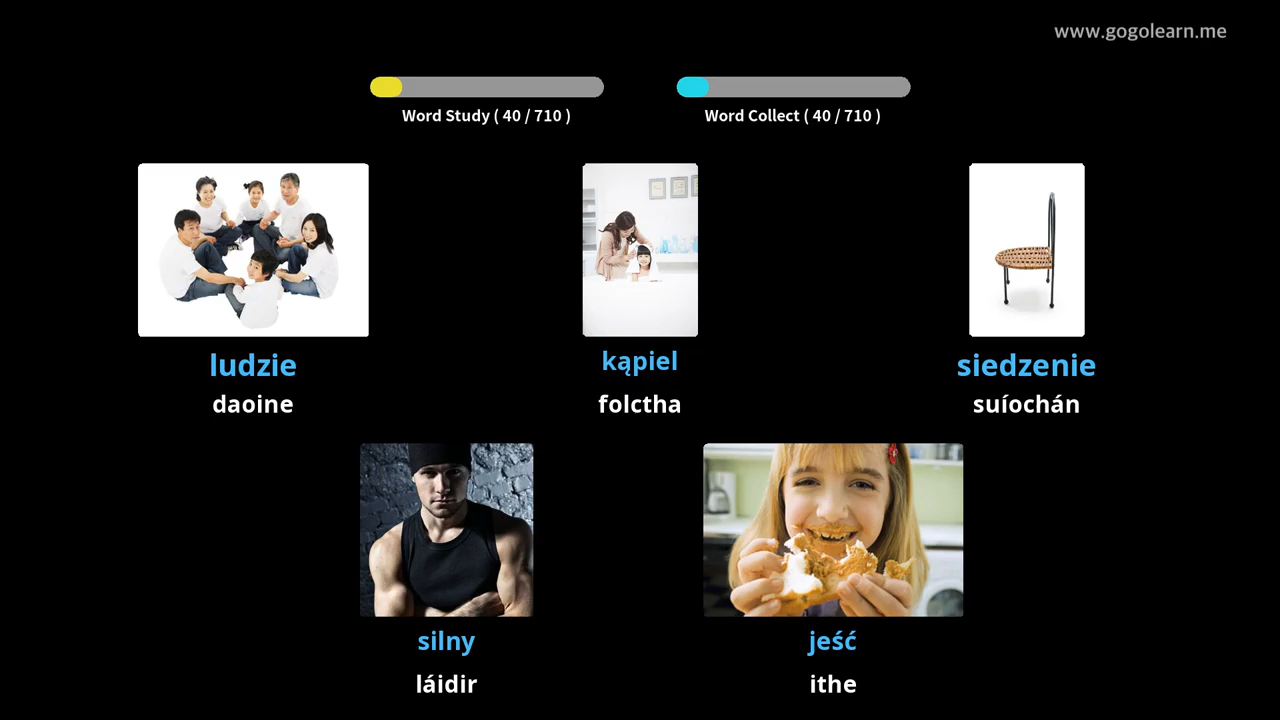 www.gogolearn.me
Word Study ( 40 / 710 )
Word Collect ( 40 / 710 )
ludzie
daoine
kąpiel
folctha
siedzenie
suíochán
silny
láidir
jeść
ithe